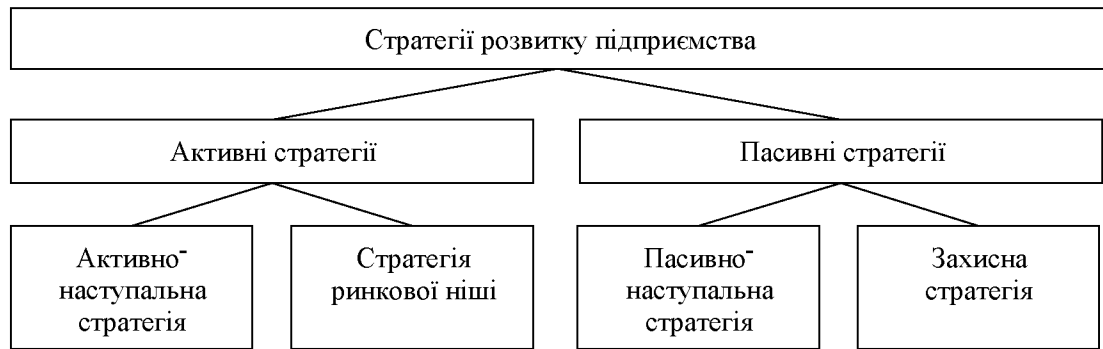 Стратегії розвитку підприємства
Активні стратегії
Пасивні стратегії
Активно-
наступальна
стратегія
Стратегія
ринкової ніші
Пасивно-
наступальна
стратегія
Захисна
стратегія